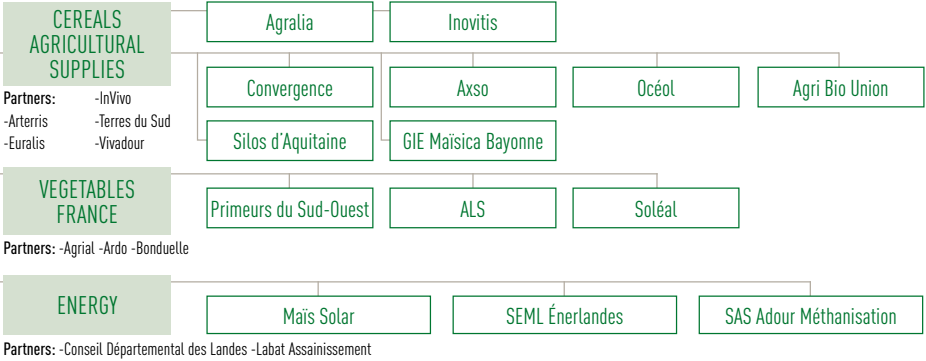 CEREALS
AGRICULTURAL
SUPPLIES
Agralia
Inovitis
Convergence
Axso
Océol
Agri Bio Union
Silos d'Aquitaine
GIE Maïsica Bayonne
Partners: -InVivo
-Arterris -Terres du Sud
-Euralis -Vivadour
VEGETABLES
FRANCE
Primeurs du Sud-Ouest
ALS
Soléal
Partners: -Agrial -Ardo -Bonduelle
ENERGY
Maïs Solar
SEML Énerlandes
SAS Adour Méthanisation
Partners: -Conseil Départemental des Landes -Labat Assainissement